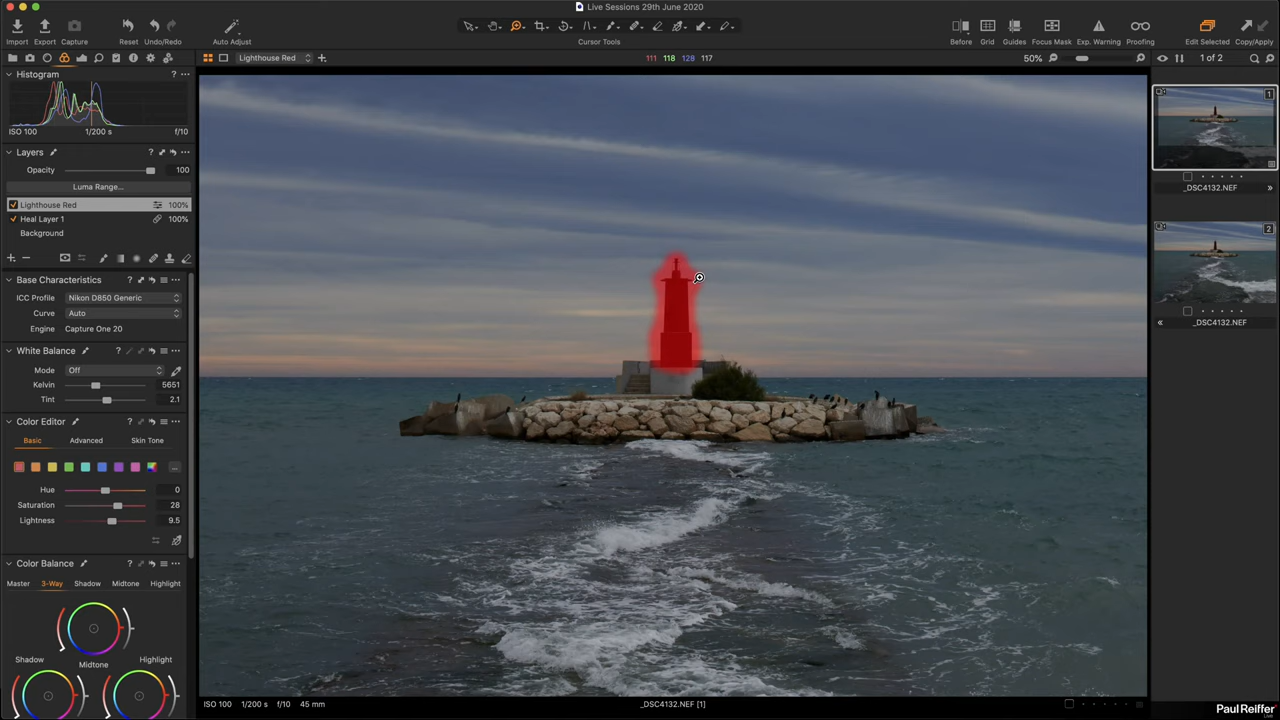 Live Sessions 29th June 2020
Import Export Capture Reset Undo/Redo Auto Adjust Cursor Tools Before Grid Guides Focus Mask Exp. Warning Proofing Edit Selected Copy/Apply
Lighthouse Red 111 118 128 117 50% 1 of 2
Histogram
ISO 100 1/200 s f/10
Layers
Opacity 100
Luma Range...
Lighthouse Red 100%
Heal Layer 1 100%
Background
Base Characteristics
ICC Profile Nikon D850 Generic
Curve Auto
Engine Capture One 20
White Balance
Mode Off
Kelvin 5651
Tint 2.1
Color Editor
Basic Advanced Skin Tone
...
Hue 0
Saturation 28
Lightness 9.5
Color Balance
Master 3-Way Shadow Midtone Highlight
Shadow Highlight
Midtone
1
_DSC4132.NEF
2
_DSC4132.NEF
ISO 100 1/200 s f/10 45 mm _DSC4132.NEF [1]
Paul Reiffer
Live